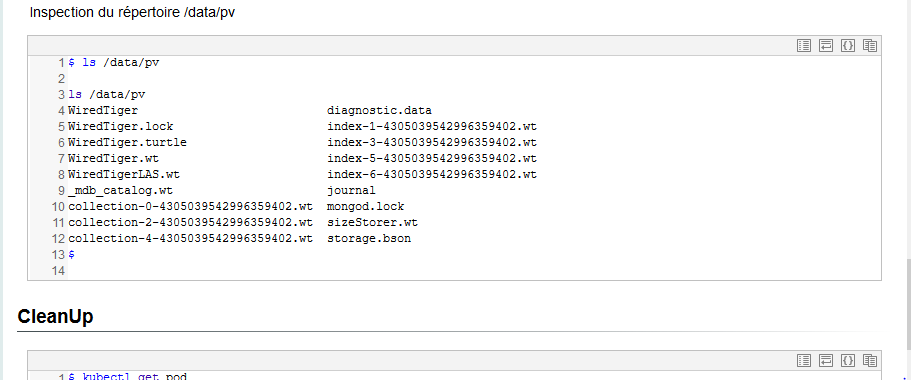 Inspection du répertoire /data/pv
1 $ ls /data/pv
2
3 ls /data/pv
4 WiredTiger diagnostic.data
5 WiredTiger.lock index-1-4305039542996359402.wt
6 WiredTiger.turtle index-3-4305039542996359402.wt
7 WiredTiger.wt index-5-4305039542996359402.wt
8 WiredTigerLAS.wt index-6-4305039542996359402.wt
9 _mdb_catalog.wt journal
10 collection-0-4305039542996359402.wt mongod.lock
11 collection-2-4305039542996359402.wt sizeStorer.wt
12 collection-4-4305039542996359402.wt storage.bson
13 $
14
CleanUp
1 $ kubectl get pod